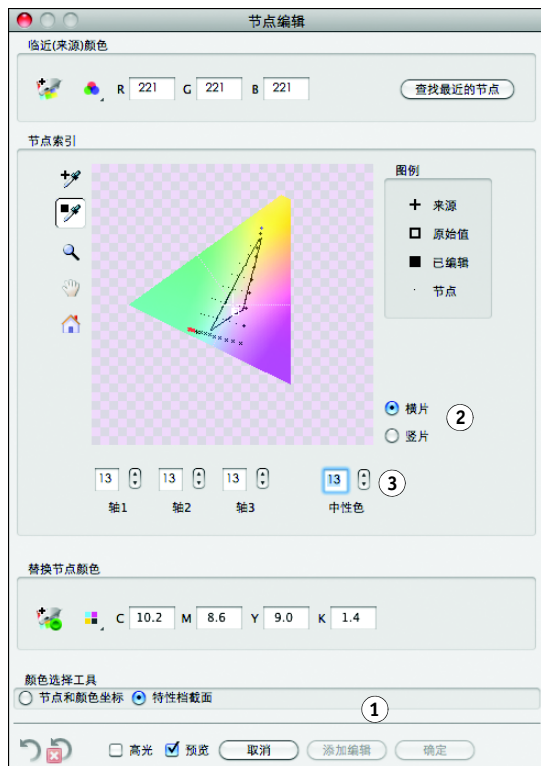 节点编辑
临近(来源)颜色
R 221 G 221 B 221 查找最近的节点
节点索引
图例
来源
原始值
已编辑
节点
横片
竖片
2
13 13 13 13 3
轴1 轴2 轴3 中性色
替换节点颜色
C 10.2 M 8.6 Y 9.0 K 1.4
颜色选择工具
节点和颜色坐标 特性档截面
1
高光 预览 取消 添加编辑 确定